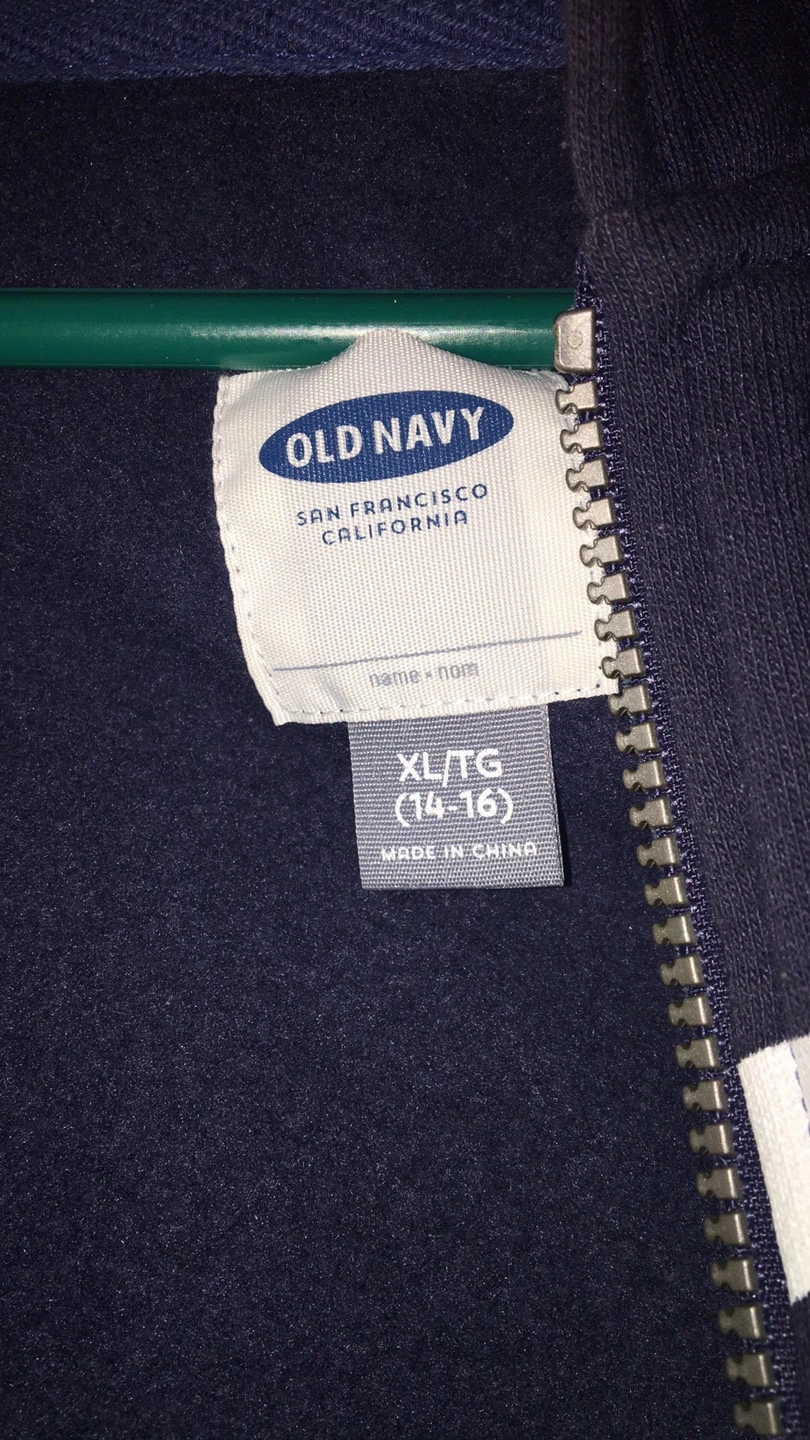 OLD NAVY
SAN FRANCISCO
CALIFORNIA
name • nom
XL/TG
(14-16)
MADE IN CHINA